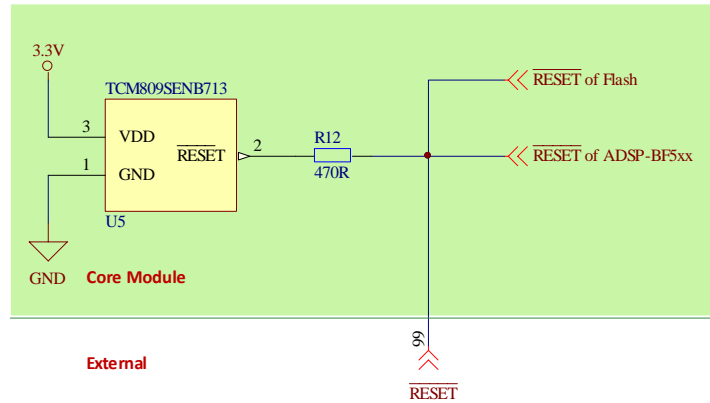 3.3V
TCM809SENB713
3
VDD
RESET
2
R12
470R
1
GND
U5
GND
RESET of Flash
RESET of ADSP-BF5xx
Core Module
External
99
RESET